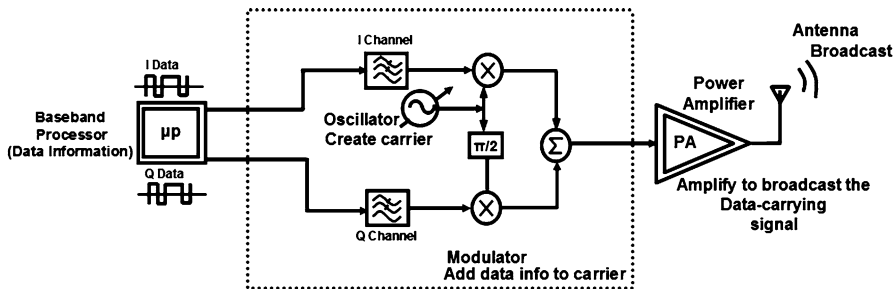 I Data
Baseband
Processor
(Data Information)
μp
Q Data
I Channel
Oscillator
Create carrier
π/2
Σ
Q Channel
Modulator
Add data info to carrier
Power
Amplifier
PA
Antenna
Broadcast
Amplify to broadcast the
Data-carrying
signal